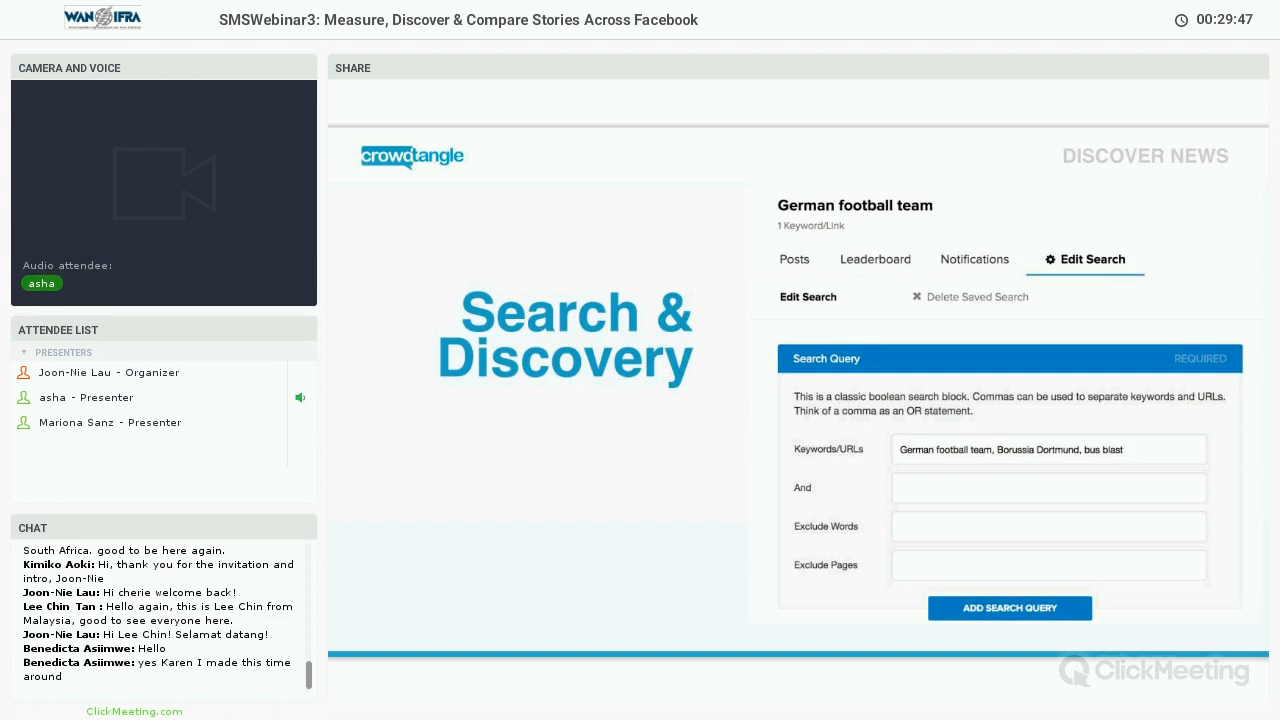 WAN IFRA
SMSWebinar3: Measure, Discover & Compare Stories Across Facebook
00:29:47
CAMERA AND VOICE
Audio attendee:
asha
ATTENDEE LIST
PRESENTERS
Joon-Nie Lau - Organizer
asha - Presenter
Mariona Sanz - Presenter
CHAT
South Africa. good to be here again.
Kimiko Aoki: Hi, thank you for the invitation and
intro, Joon-Nie
Joon-Nie Lau: Hi cherie welcome back!
Lee Chin Tan : Hello again, this is Lee Chin from
Malaysia, good to see everyone here.
Joon-Nie Lau: Hi Lee Chin! Selamat datang!
Benedicta Asiimwe: Hello
Benedicta Asiimwe: yes Karen I made this time
around
ClickMeeting.com
SHARE
crowdtangle
DISCOVER NEWS
Search &
Discovery
German football team
1 Keyword/Link
Posts Leaderboard Notifications Edit Search
Edit Search Delete Saved Search
Search Query REQUIRED
This is a classic boolean search block. Commas can be used to separate keywords and URLs.
Think of a comma as an OR statement.
Keywords/URLs German football team, Borussia Dortmund, bus blast
And
Exclude Words
Exclude Pages
ADD SEARCH QUERY
ClickMeeting